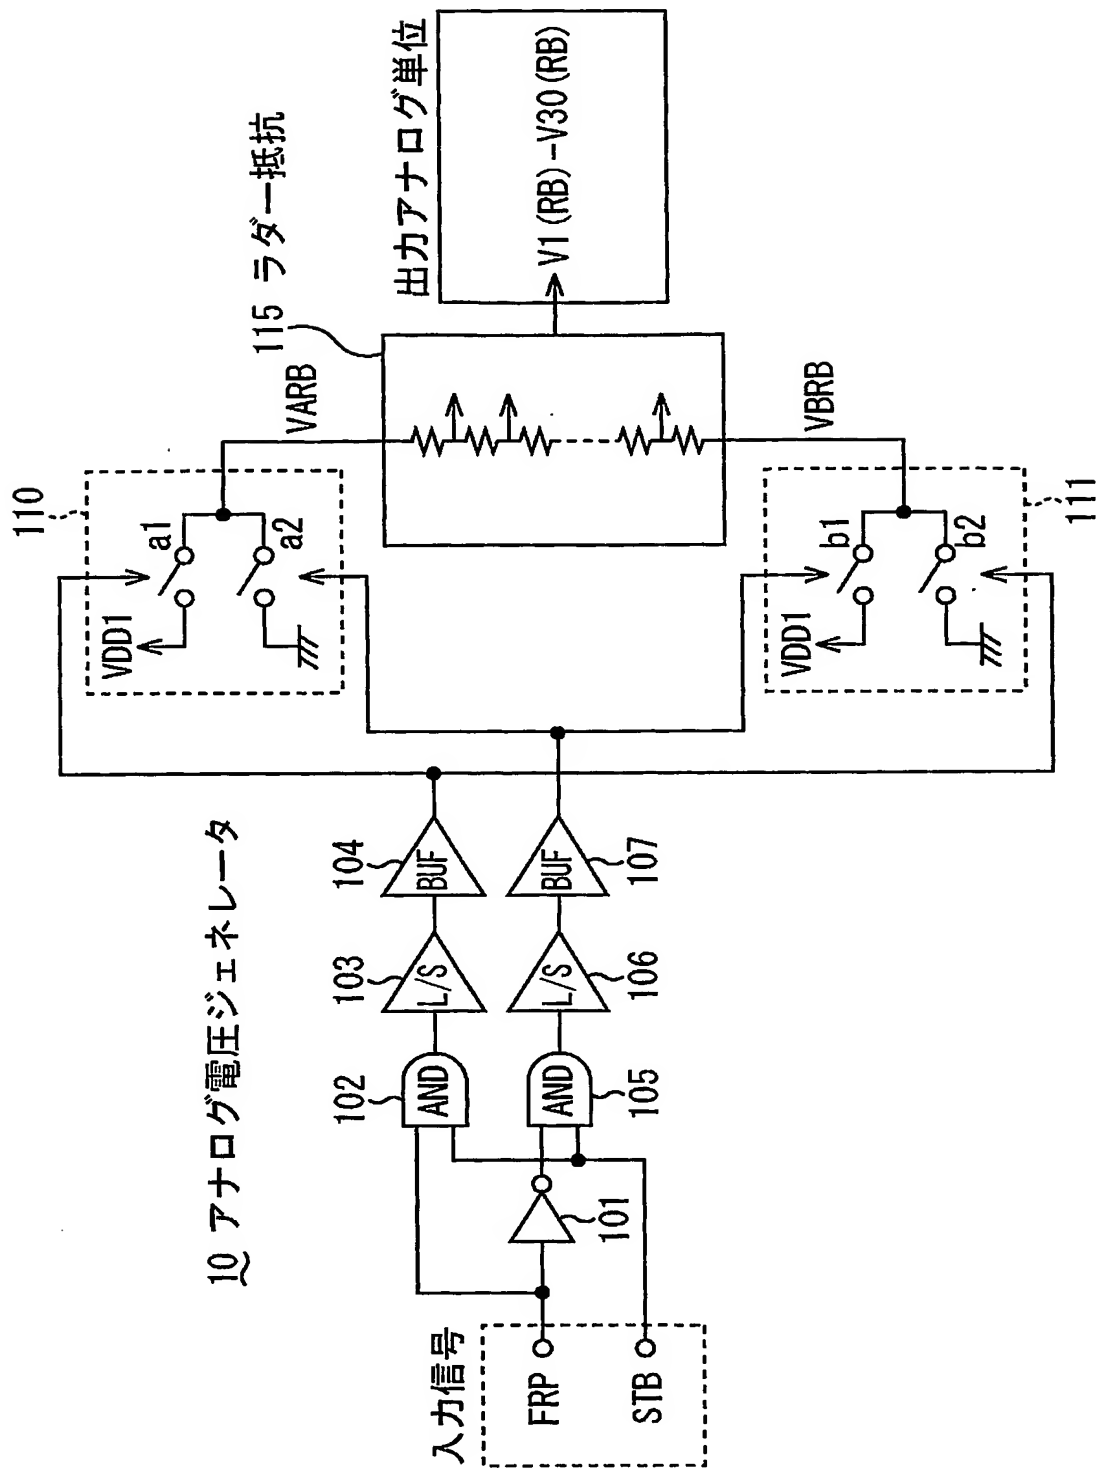 10 アナログ電圧ジェネレータ
入力信号
FRP
STB
101
102
AND
103
L/S
104
BUF
105
AND
106
L/S
107
BUF
110
VDD1
a1
a2
VARB
115 ラダー抵抗
111
VDD1
b1
b2
VBRB
出力アナログ単位
V1(RB)-V30(RB)